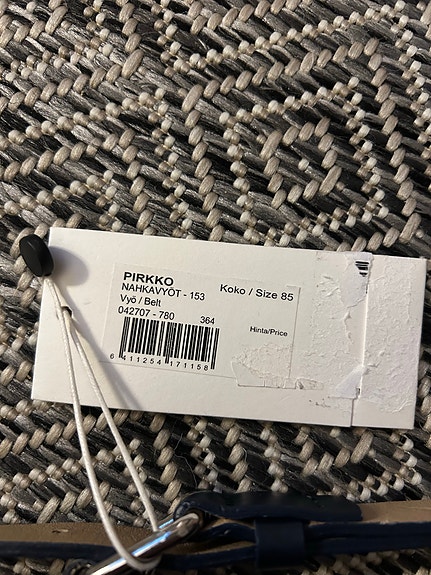 PIRKKO
NAHKAVYÖT - 153
Koko / Size 85
Vyö / Belt
042707 - 780
364
Hinta/Price
6 411254 171158